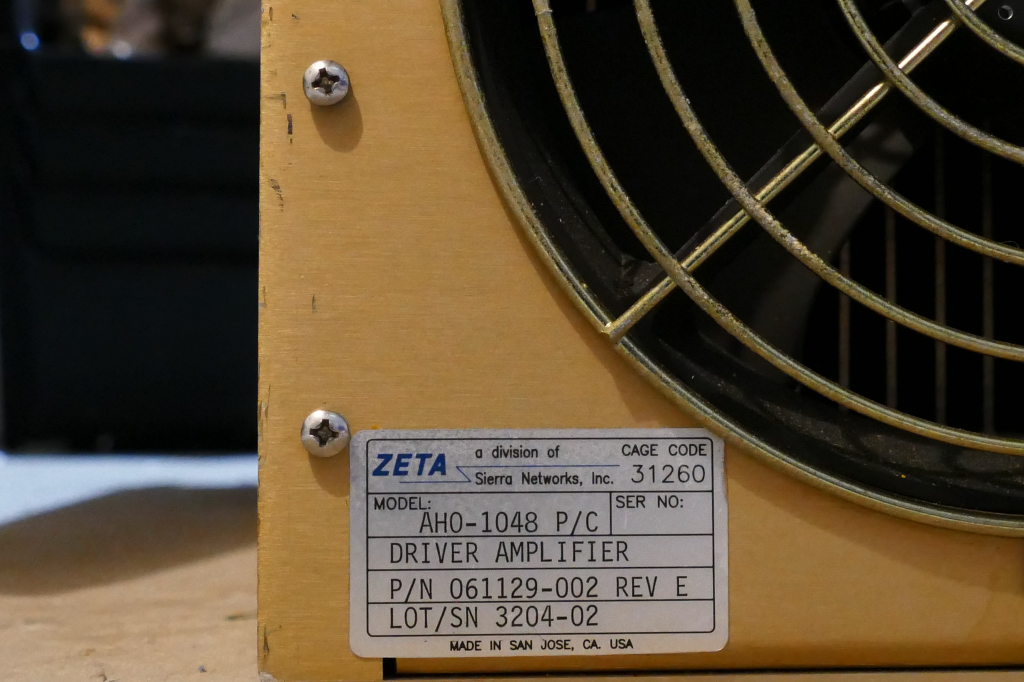 ZETA a division of CAGE CODE
Sierra Networks, Inc. 31260
MODEL: SER NO:
AHO-1048 P/C
DRIVER AMPLIFIER
P/N 061129-002 REV E
LOT/SN 3204-02
MADE IN SAN JOSE, CA. USA